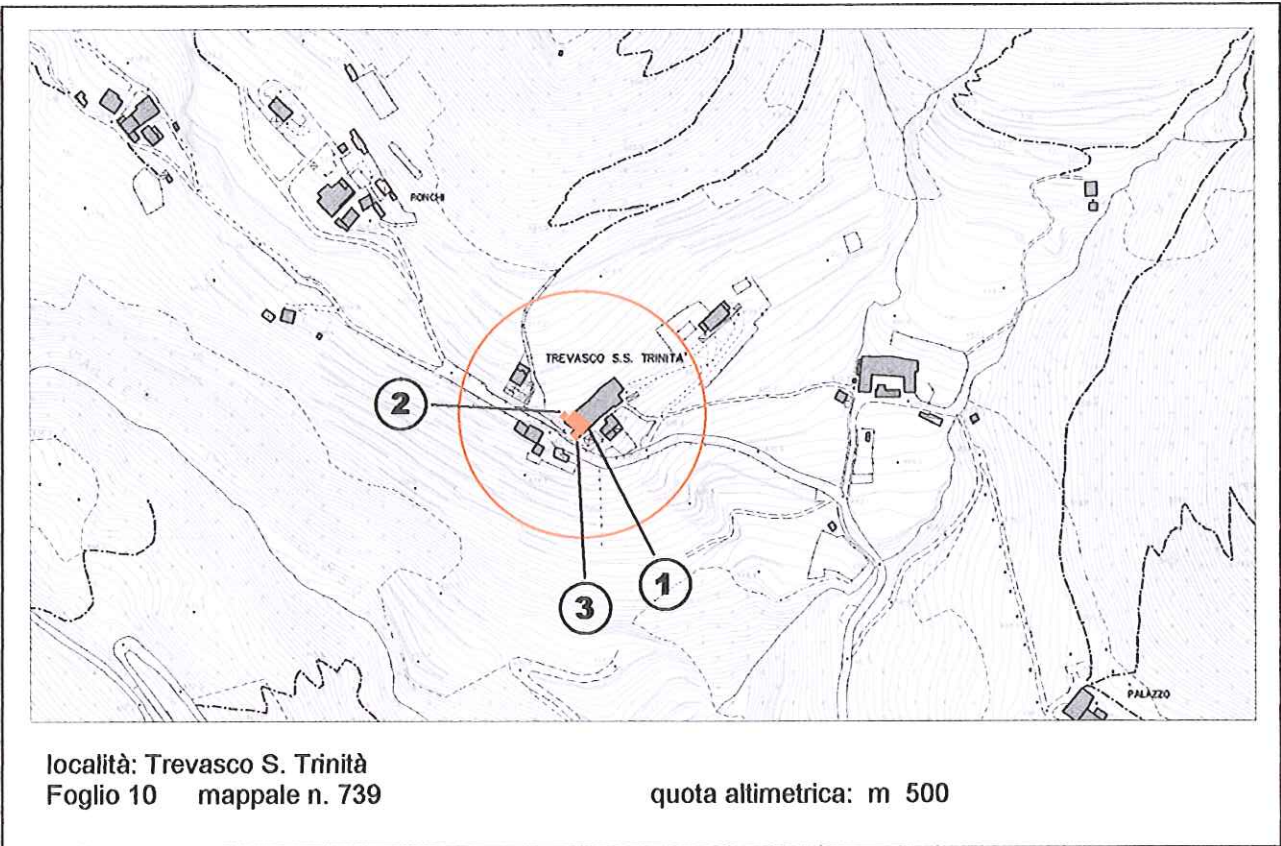 RONCHI
TREVASCO S.S. TRINITA'
2
1
3
PALAZZO
località: Trevasco S. Trinità
Foglio 10 mappale n. 739 quota altimetrica: m 500